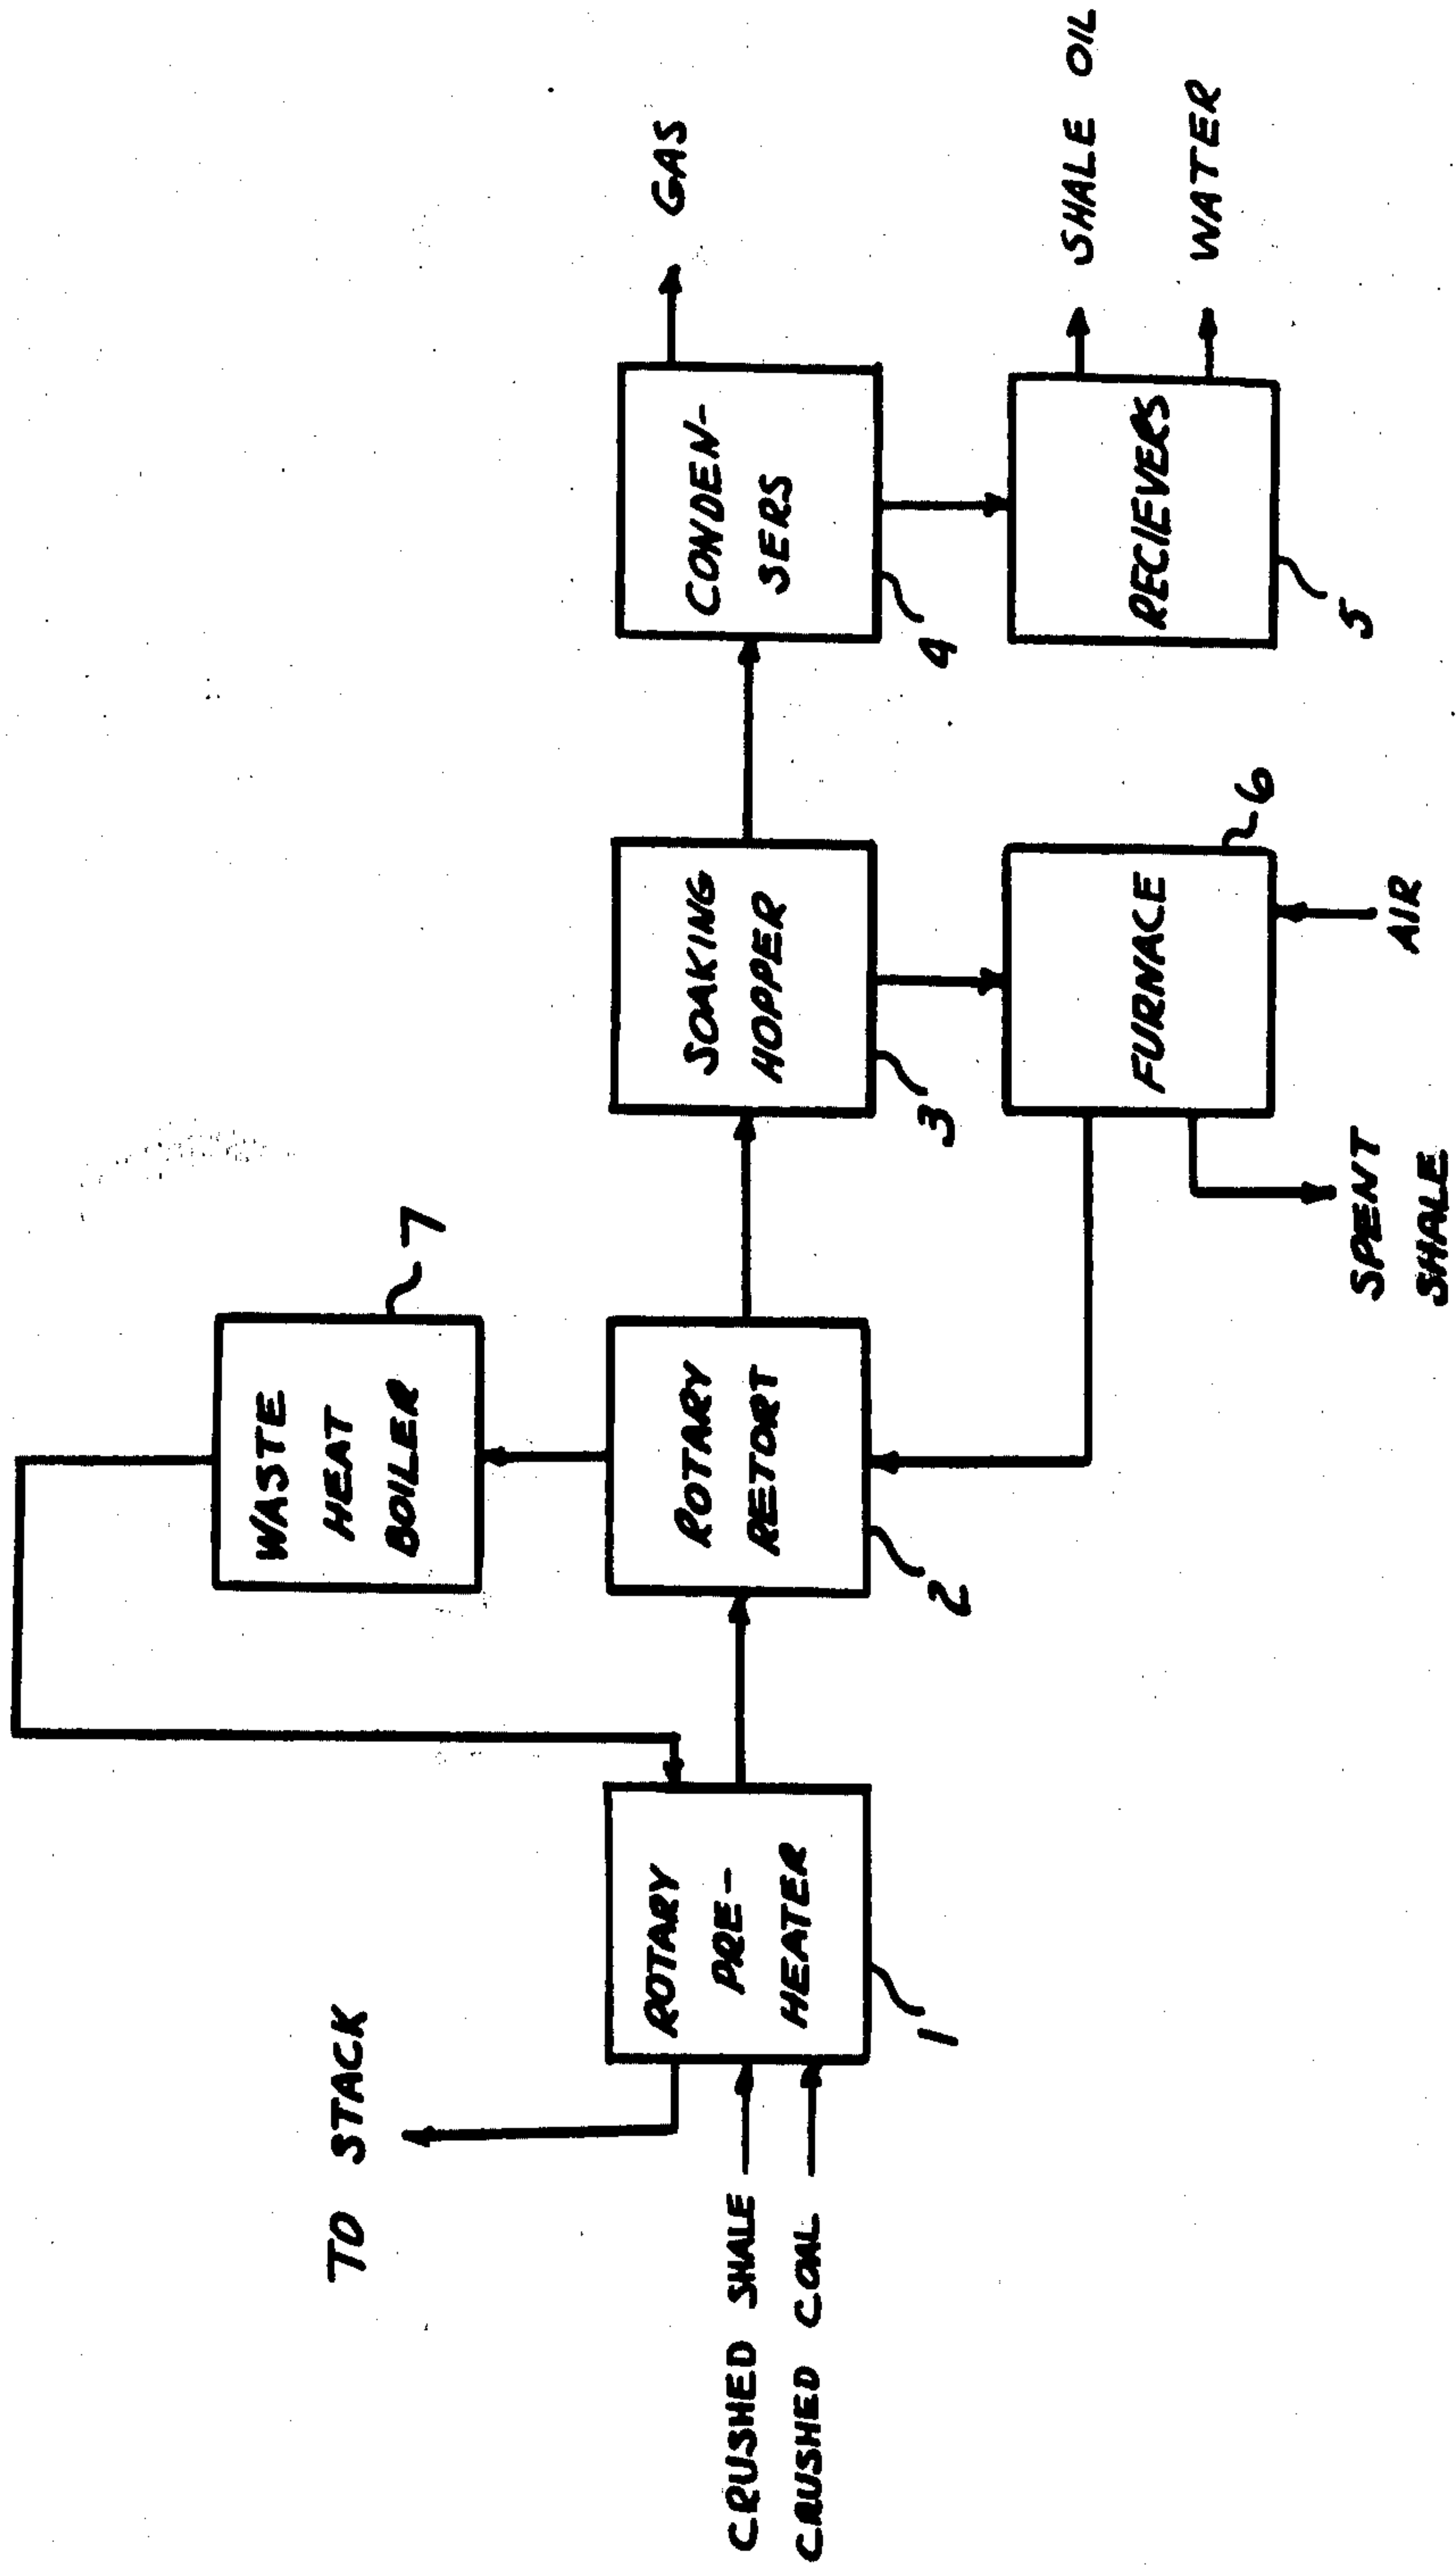 TO STACK
CRUSHED SHALE
CRUSHED COAL
ROTARY
PRE-
HEATER
1
WASTE
HEAT
BOILER
7
ROTARY
RETORT
2
SOAKING
HOPPER
3
CONDEN-
SERS
4
GAS
FURNACE
6
AIR
SPENT
SHALE
RECIEVERS
5
SHALE OIL
WATER